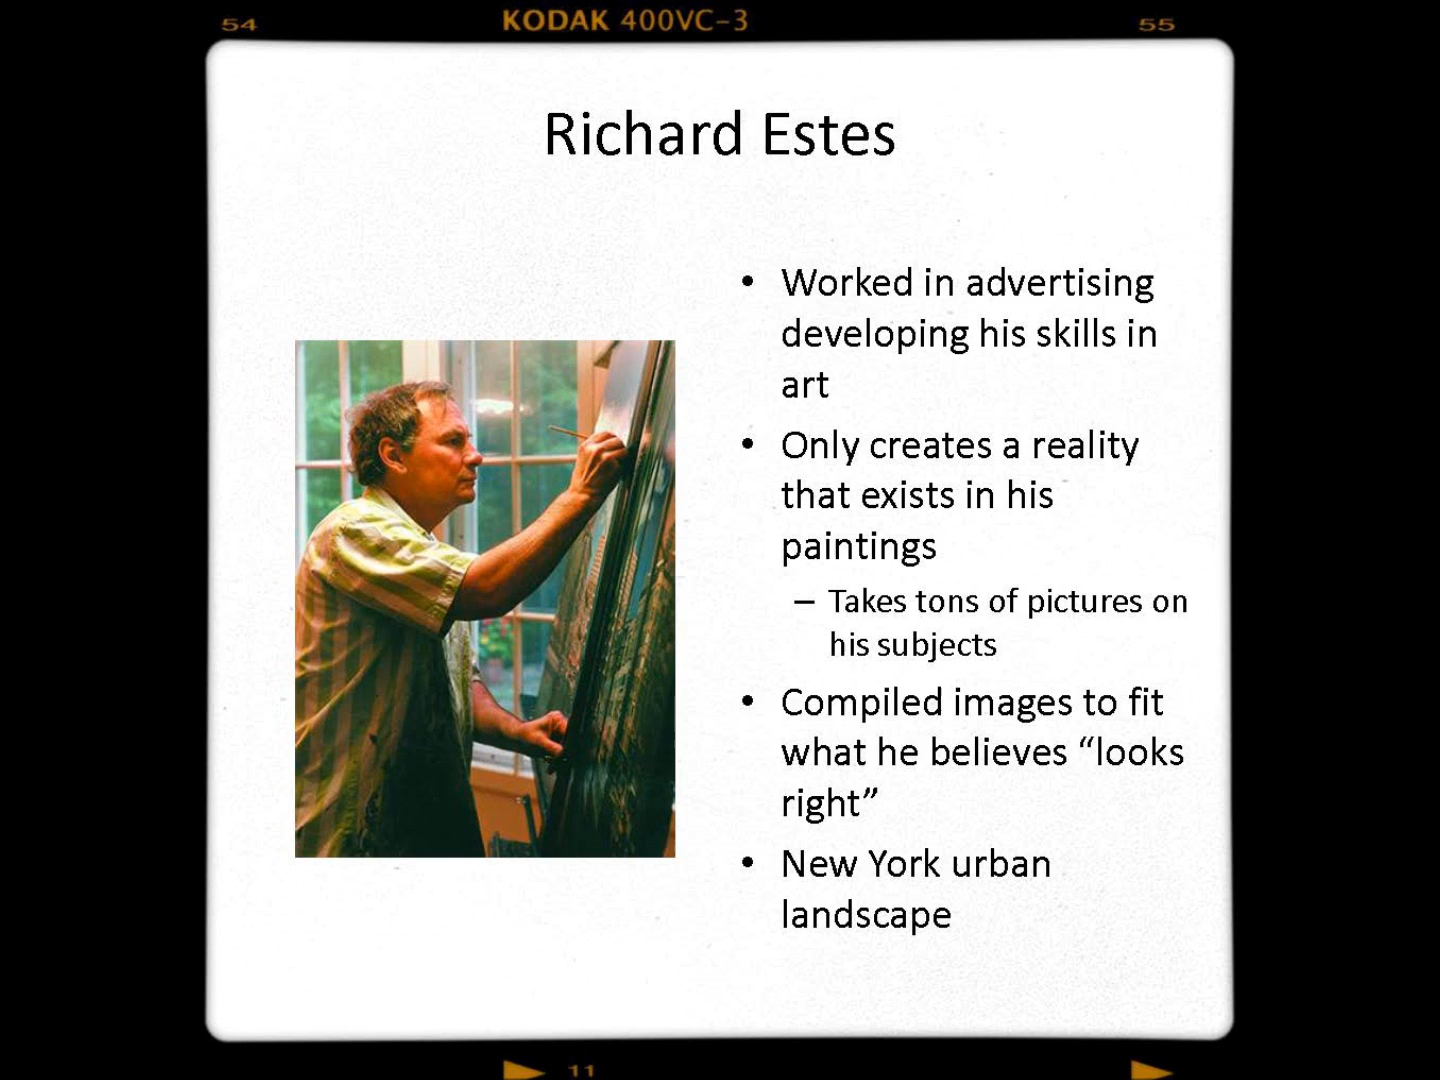 54 KODAK 400VC-3 55
Richard Estes
• Worked in advertising
developing his skills in
art
• Only creates a reality
that exists in his
paintings
– Takes tons of pictures on
his subjects
• Compiled images to fit
what he believes “looks
right”
• New York urban
landscape
11